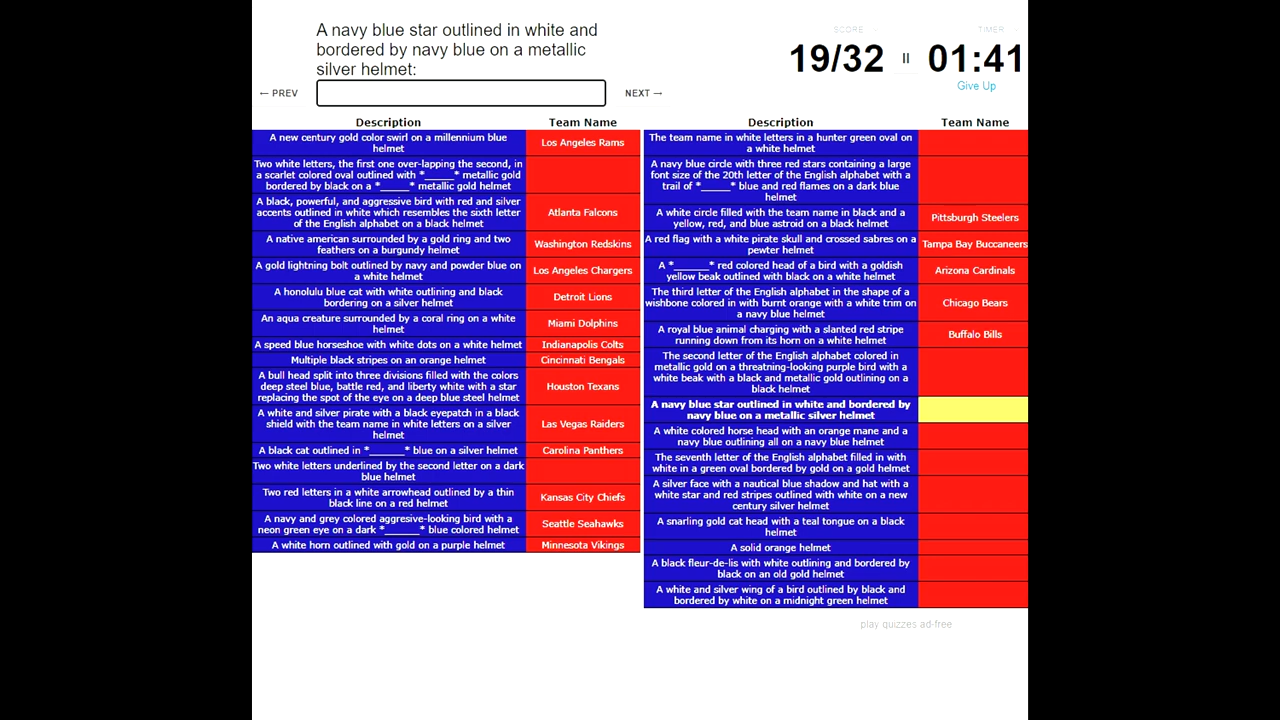 A navy blue star outlined in white and
bordered by navy blue on a metallic
silver helmet:
SCORE
TIMER
19/32
II
01:41
Give Up
← PREV
NEXT →
Description
Team Name
A new century gold color swirl on a millennium blue
helmet
Los Angeles Rams
Two white letters, the first one over-lapping the second, in
a scarlet colored oval outlined with *_____* metallic gold
bordered by black on a *_____* metallic gold helmet
A black, powerful, and aggressive bird with red and silver
accents outlined in white which resembles the sixth letter
of the English alphabet on a black helmet
Atlanta Falcons
A native american surrounded by a gold ring and two
feathers on a burgundy helmet
Washington Redskins
A gold lightning bolt outlined by navy and powder blue on
a white helmet
Los Angeles Chargers
A honolulu blue cat with white outlining and black
bordering on a silver helmet
Detroit Lions
An aqua creature surrounded by a coral ring on a white
helmet
Miami Dolphins
A speed blue horseshoe with white dots on a white helmet
Indianapolis Colts
Multiple black stripes on an orange helmet
Cincinnati Bengals
A bull head split into three divisions filled with the colors
deep steel blue, battle red, and liberty white with a star
replacing the spot of the eye on a deep blue steel helmet
Houston Texans
A white and silver pirate with a black eyepatch in a black
shield with the team name in white letters on a silver
helmet
Las Vegas Raiders
A black cat outlined in *______* blue on a silver helmet
Carolina Panthers
Two white letters underlined by the second letter on a dark
blue helmet
Two red letters in a white arrowhead outlined by a thin
black line on a red helmet
Kansas City Chiefs
A navy and grey colored aggresive-looking bird with a
neon green eye on a dark *______* blue colored helmet
Seattle Seahawks
A white horn outlined with gold on a purple helmet
Minnesota Vikings
Description
Team Name
The team name in white letters in a hunter green oval on
a white helmet
A navy blue circle with three red stars containing a large
font size of the 20th letter of the English alphabet with a
trail of *_____* blue and red flames on a dark blue
helmet
A white circle filled with the team name in black and a
yellow, red, and blue astroid on a black helmet
Pittsburgh Steelers
A red flag with a white pirate skull and crossed sabres on a
pewter helmet
Tampa Bay Buccaneers
A *______* red colored head of a bird with a goldish
yellow beak outlined with black on a white helmet
Arizona Cardinals
The third letter of the English alphabet in the shape of a
wishbone colored in with burnt orange with a white trim on
a navy blue helmet
Chicago Bears
A royal blue animal charging with a slanted red stripe
running down from its horn on a white helmet
Buffalo Bills
The second letter of the English alphabet colored in
metallic gold on a threatning-looking purple bird with a
white beak with a black and metallic gold outlining on a
black helmet
A navy blue star outlined in white and bordered by
navy blue on a metallic silver helmet
A white colored horse head with an orange mane and a
navy blue outlining all on a navy blue helmet
The seventh letter of the English alphabet filled in with
white in a green oval bordered by gold on a gold helmet
A silver face with a nautical blue shadow and hat with a
white star and red stripes outlined with white on a new
century silver helmet
A snarling gold cat head with a teal tongue on a black
helmet
A solid orange helmet
A black fleur-de-lis with white outlining and bordered by
black on an old gold helmet
A white and silver wing of a bird outlined by black and
bordered by white on a midnight green helmet
play quizzes ad-free